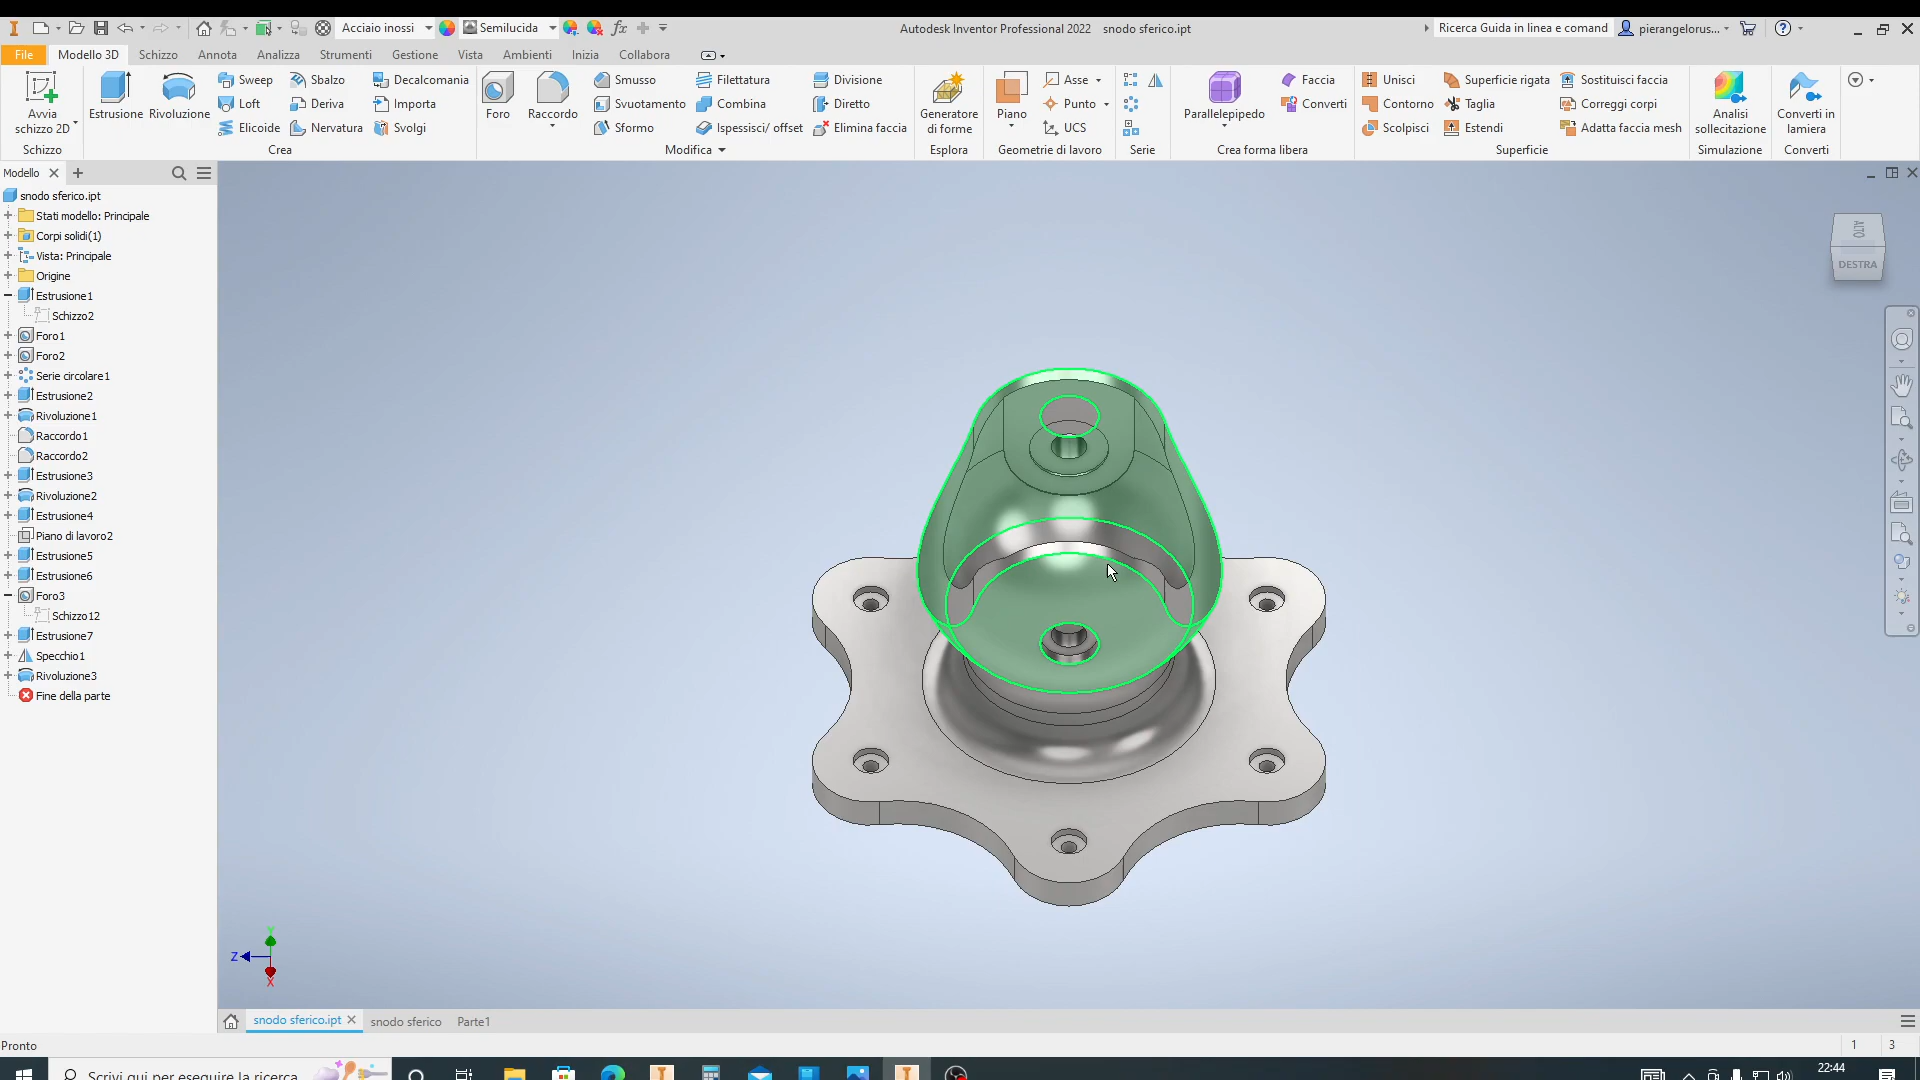 Acciaio inossi
Semilucida
fx
Autodesk Inventor Professional 2022 snodo sferico.ipt
Ricerca Guida in linea e comand
pierangelorus...
File Modello 3D Schizzo Annota Analizza Strumenti Gestione Vista Ambienti Inizia Collabora
Avvia
schizzo 2D
Schizzo
Estrusione
Rivoluzione
Sweep
Loft
Elicoide
Sbalzo
Deriva
Nervatura
Decalcomania
Importa
Svolgi
Crea
Foro
Raccordo
Smusso
Svuotamento
Sformo
Filettatura
Combina
Ispessisci/ offset
Divisione
Diretto
Elimina faccia
Modifica
Generatore
di forme
Esplora
Piano
Asse
Punto
UCS
Geometrie di lavoro
Serie
Parallelepipedo
Faccia
Converti
Crea forma libera
Unisci
Contorno
Scolpisci
Superficie rigata
Taglia
Estendi
Sostituisci faccia
Correggi corpi
Adatta faccia mesh
Superficie
Analisi
sollecitazione
Simulazione
Converti in
lamiera
Converti
Modello
snodo sferico.ipt
Stati modello: Principale
Corpi solidi(1)
Vista: Principale
Origine
Estrusione1
Schizzo2
Foro1
Foro2
Serie circolare1
Estrusione2
Rivoluzione1
Raccordo1
Raccordo2
Estrusione3
Rivoluzione2
Estrusione4
Piano di lavoro2
Estrusione5
Estrusione6
Foro3
Schizzo12
Estrusione7
Specchio1
Rivoluzione3
Fine della parte
ALTO
DESTRA
Y
Z
X
snodo sferico.ipt snodo sferico Parte1
Pronto
1 3
Scrivi qui per eseguire la ricerca
22:44